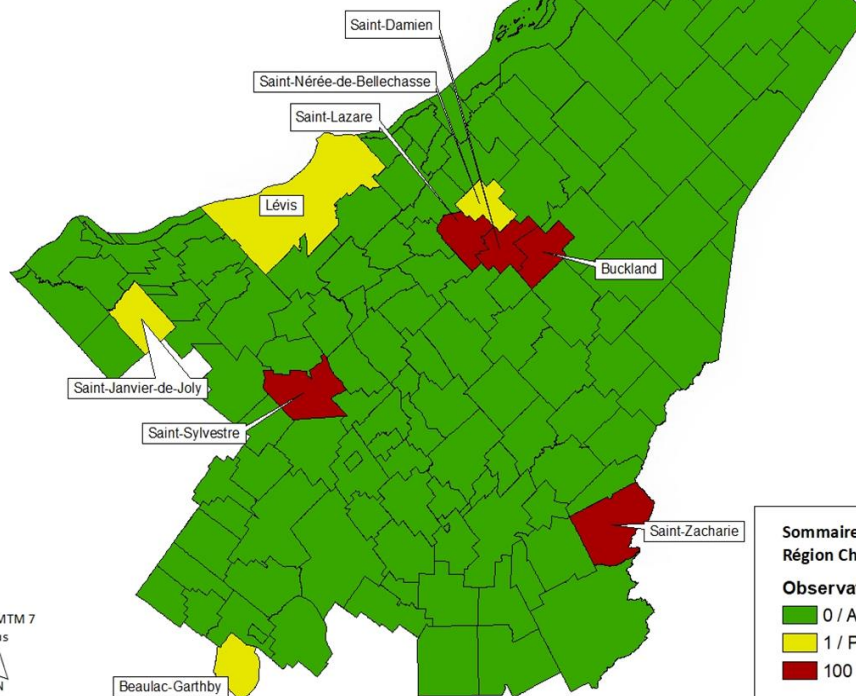 Saint-Damien
Saint-Nérée-de-Bellechasse
Saint-Lazare
Lévis
Buckland
Saint-Janvier-de-Joly
Saint-Sylvestre
Saint-Zacharie
Beaulac-Garthby
MTM 7
Sommaire
Région Ch
Observa
0 / A
1 / F
100
N